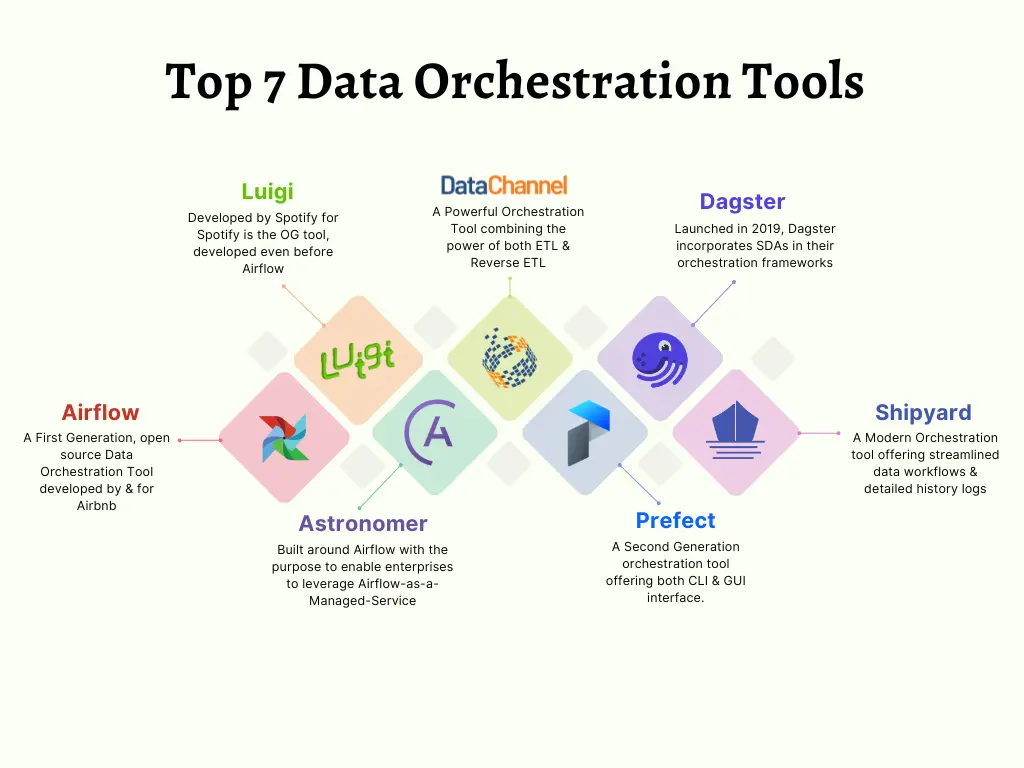 Top 7 Data Orchestration Tools
Luigi
Developed by Spotify for
Spotify is the OG tool,
developed even before
Airflow
DataChannel
A Powerful Orchestration
Tool combining the
power of both ETL &
Reverse ETL
Dagster
Launched in 2019, Dagster
incorporates SDAs in their
orchestration frameworks
Luigi
Airflow
A First Generation, open
source Data
Orchestration Tool
developed by & for
Airbnb
A
Shipyard
A Modern Orchestration
tool offering streamlined
data workflows &
detailed history logs
Astronomer
Built around Airflow with the
purpose to enable enterprises
to leverage Airflow-as-a-
Managed-Service
Prefect
A Second Generation
orchestration tool
offering both CLI & GUI
interface.